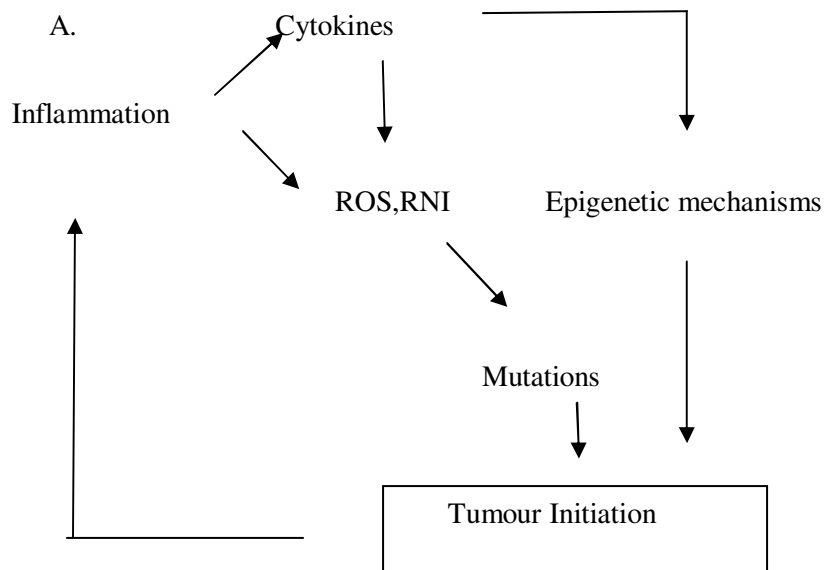 A.
Cytokines
Inflammation
ROS,RNI
Epigenetic mechanisms
Mutations
Tumour Initiation